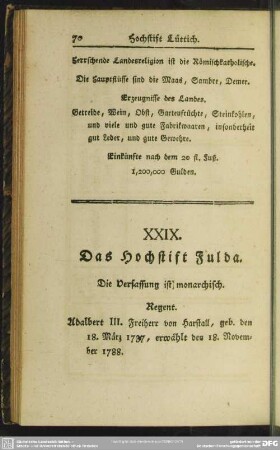 70 Hochstift Lüttich.
Herrschende Landesreligion ist die Römischkatholische.
Die Hauptflüsse sind die Maas, Sambre, Demer.
Erzeugnisse des Landes.
Getreide, Wein, Obst, Gartenfrüchte, Steinkohlen,
und viele und gute Fabrikwaaren, insonderheit
gut Leder, und gute Gewehre.
Einkünfte nach dem 20 fl. Fuß.
1,200,000 Gulden.
XXIX.
Das Hochstift Fulda.
Die Verfassung ist monarchisch.
Regent.
Adalbert III. Freiherr von Harstall, geb. den
18. März 1737, erwählt den 18. Novem-
ber 1788.
DFG